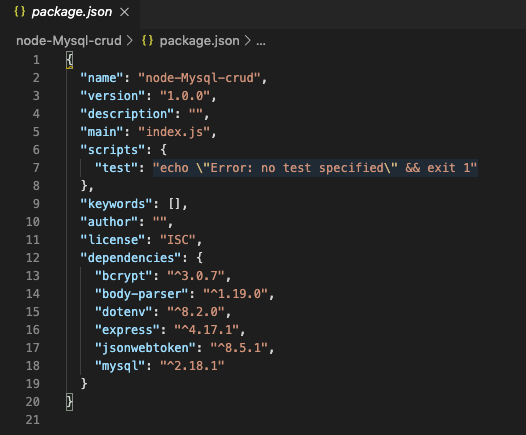 {} package.json ×
node-Mysql-crud > {} package.json > ...
1 {
2 "name": "node-Mysql-crud",
3 "version": "1.0.0",
4 "description": "",
5 "main": "index.js",
6 "scripts": {
7 "test": "echo \"Error: no test specified\" && exit 1"
8 },
9 "keywords": [],
10 "author": "",
11 "license": "ISC",
12 "dependencies": {
13 "bcrypt": "^3.0.7",
14 "body-parser": "^1.19.0",
15 "dotenv": "^8.2.0",
16 "express": "^4.17.1",
17 "jsonwebtoken": "^8.5.1",
18 "mysql": "^2.18.1"
19 }
20 }
21